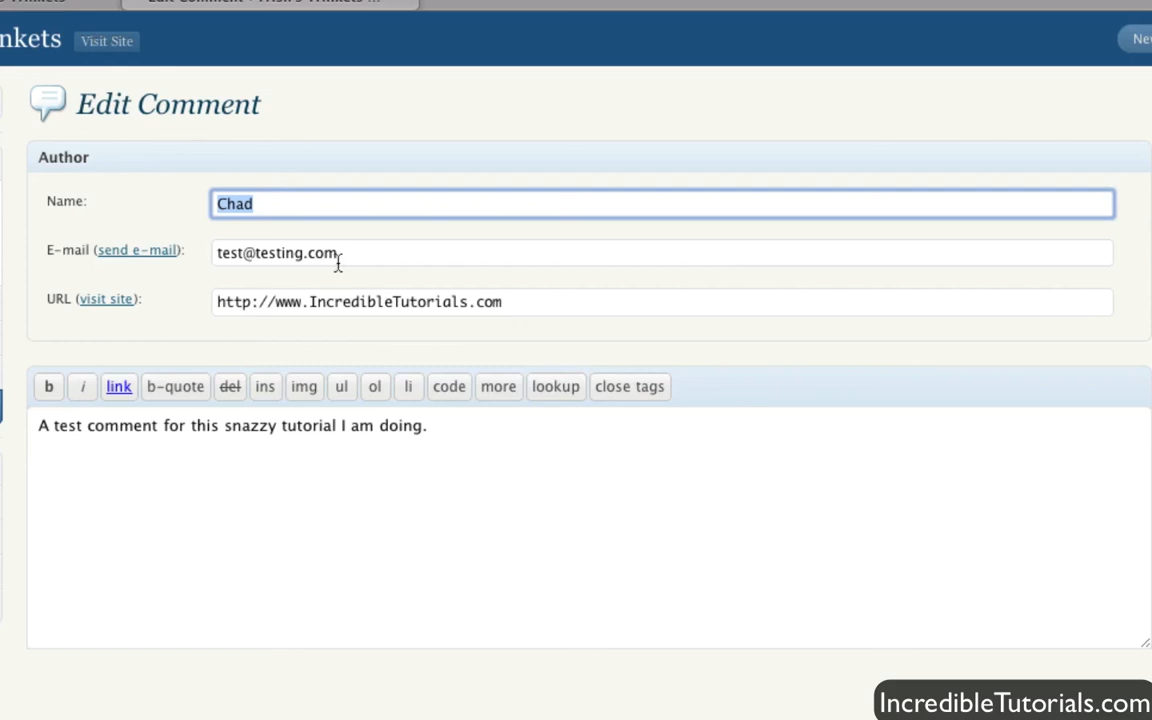 nkets Visit Site
Edit Comment
Author
Name: Chad
E-mail (send e-mail): test@testing.com
URL (visit site): http://www.IncredibleTutorials.com
b i link b-quote del ins img ul ol li code more lookup close tags
A test comment for this snazzy tutorial I am doing.
IncredibleTutorials.com